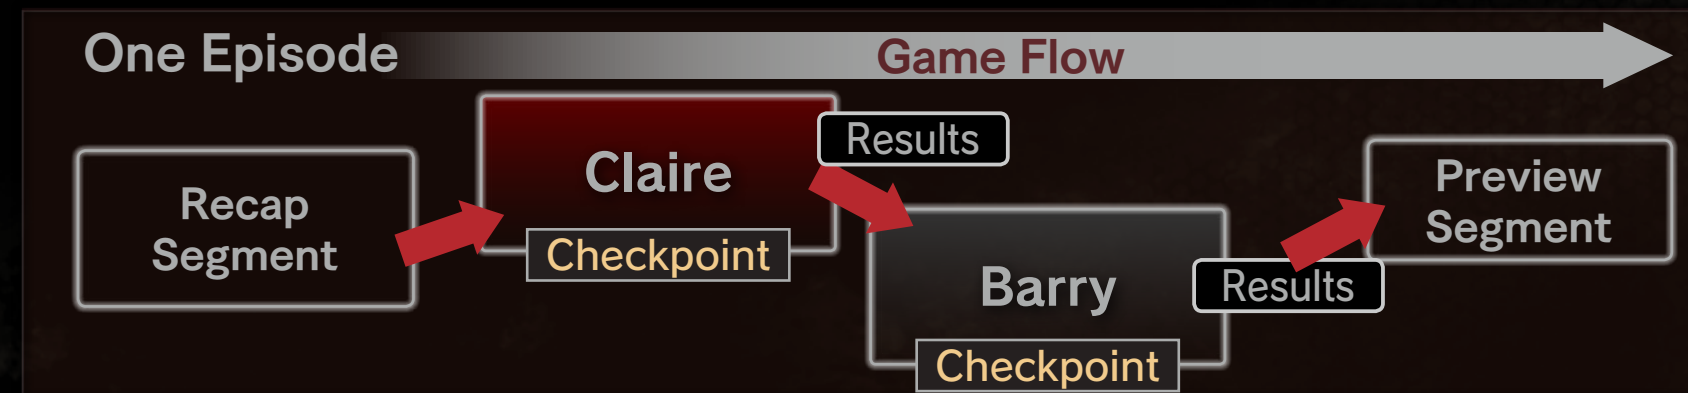 One Episode
Game Flow
Recap
Segment
Claire
Checkpoint
Results
Barry
Checkpoint
Results
Preview
Segment